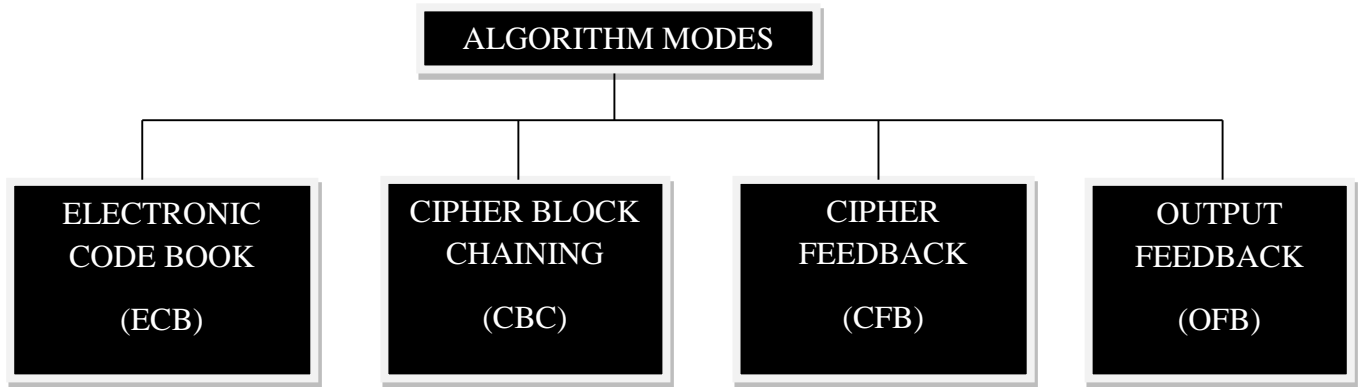 ALGORITHM MODES
ELECTRONIC
CODE BOOK
(ECB)
CIPHER BLOCK
CHAINING
(CBC)
CIPHER
FEEDBACK
(CFB)
OUTPUT
FEEDBACK
(OFB)